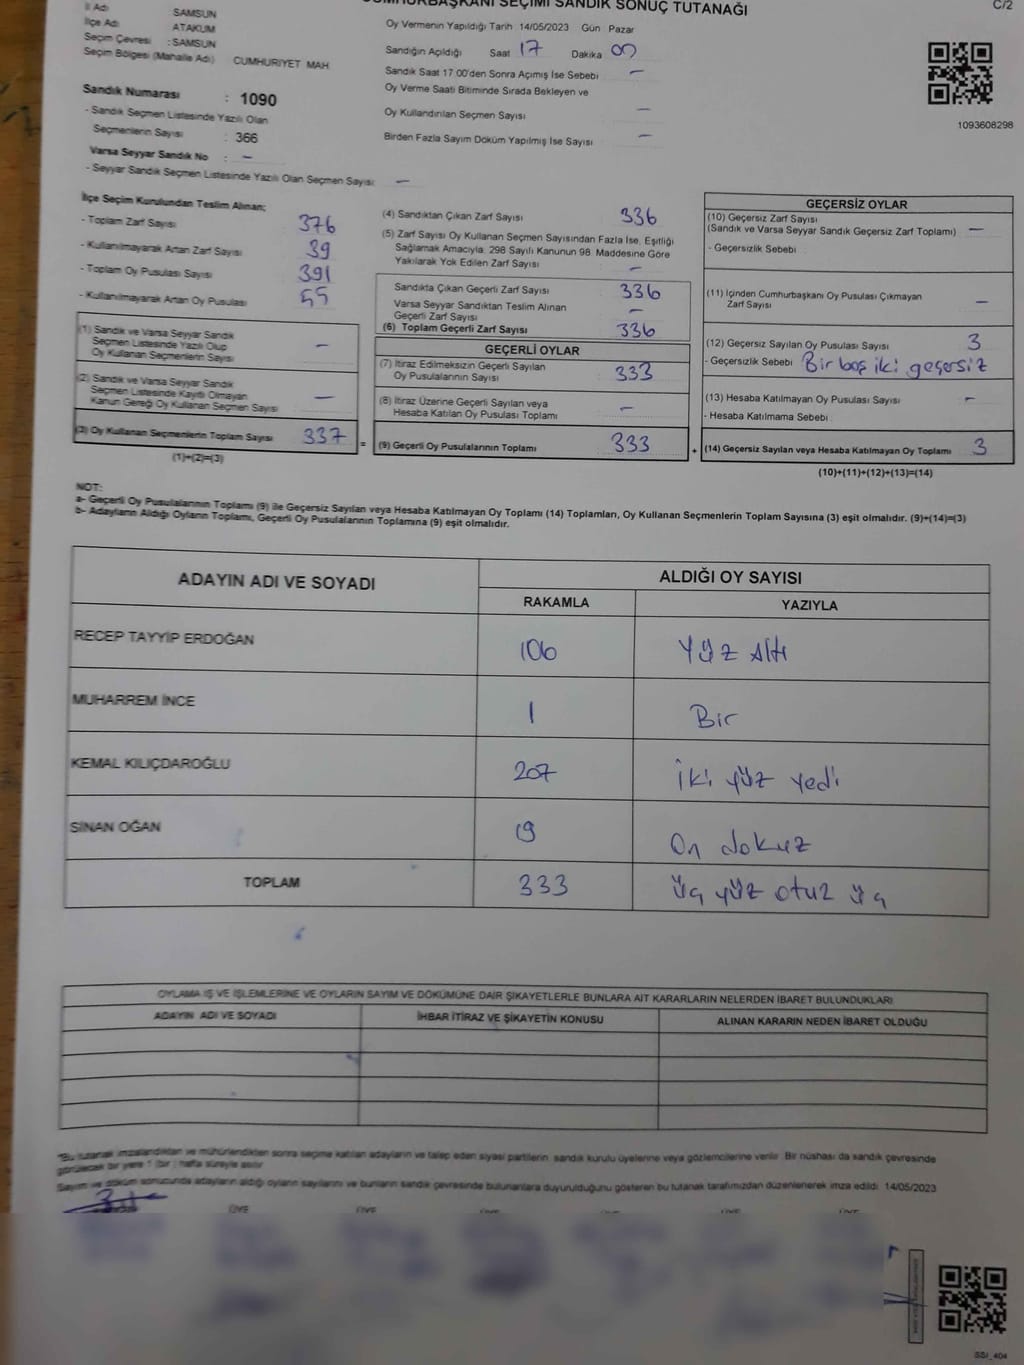 CUMHURBAŞKANI SEÇİMİ SANDIK SONUÇ TUTANAĞI
C/2
İl Adı SAMSUN
İlçe Adı ATAKUM
Seçim Çevresi : SAMSUN
Seçim Bölgesi (Mahalle Adı) CUMHURIYET MAH.
Sandık Numarası : 1090
- Sandık Seçmen Listesinde Yazılı Olan
Seçmenlerin Sayısı : 366
Varsa Seyyar Sandık No : -
- Seyyar Sandık Seçmen Listesinde Yazılı Olan Seçmen Sayısı: -
Oy Vermenin Yapıldığı Tarih 14/05/2023 Gün Pazar
Sandığın Açıldığı Saat 17 Dakika 00
Sandık Saat 17.00'den Sonra Açımış İse Sebebi -
Oy Verme Saati Bitiminde Sırada Bekleyen ve
Oy Kullandırılan Seçmen Sayısı -
Birden Fazla Sayım Döküm Yapılmış İse Sayısı -
1093608298
İlçe Seçim Kurulundan Teslim Alınan;
- Toplam Zarf Sayısı 376
- Kullanılmayarak Artan Zarf Sayısı 39
- Toplam Oy Pusulası Sayısı 391
- Kullanılmayarak Artan Oy Pusulası 55
(1) Sandık ve Varsa Seyyar Sandık
Seçmen Listesinde Yazılı Olup
Oy Kullanan Seçmenlerin Sayısı -
(2) Sandık ve Varsa Seyyar Sandık
Seçmen Listesinde Kayıtlı Olmayan
Kanun Gereği Oy Kullanan Seçmen Sayısı -
(3) Oy Kullanan Seçmenlerin Toplam Sayısı 337 =
(1)+(2)=(3)
(4) Sandıktan Çıkan Zarf Sayısı 336
(5) Zarf Sayısı Oy Kullanan Seçmen Sayısından Fazla İse, Eşitliği
Sağlamak Amacıyla; 298 Sayılı Kanunun 98. Maddesine Göre
Yakılarak Yok Edilen Zarf Sayısı -
Sandıkta Çıkan Geçerli Zarf Sayısı 336
Varsa Seyyar Sandıktan Teslim Alınan
Geçerli Zarf Sayısı -
(6) Toplam Geçerli Zarf Sayısı 336
GEÇERLİ OYLAR
(7) İtiraz Edilmeksizin Geçerli Sayılan
Oy Pusulalarının Sayısı 333
(8) İtiraz Üzerine Geçerli Sayılan veya
Hesaba Katılan Oy Pusulası Toplamı -
(9) Geçerli Oy Pusulalarının Toplamı 333 +
GEÇERSİZ OYLAR
(10) Geçersiz Zarf Sayısı
(Sandık ve Varsa Seyyar Sandık Geçersiz Zarf Toplamı) -
- Geçersizlik Sebebi :
(11) İçinden Cumhurbaşkanı Oy Pusulası Çıkmayan
Zarf Sayısı -
(12) Geçersiz Sayılan Oy Pusulası Sayısı 3
- Geçersizlik Sebebi : Bir boş iki geçersiz
(13) Hesaba Katılmayan Oy Pusulası Sayısı -
- Hesaba Katılmama Sebebi :
(14) Geçersiz Sayılan veya Hesaba Katılmayan Oy Toplamı 3
(10)+(11)+(12)+(13)=(14)
NOT:
a- Geçerli Oy Pusulalarının Toplamı (9) ile Geçersiz Sayılan veya Hesaba Katılmayan Oy Toplamı (14) Toplamları, Oy Kullanan Seçmenlerin Toplam Sayısına (3) eşit olmalıdır. (9)+(14)=(3)
b- Adayların Aldığı Oyların Toplamı, Geçerli Oy Pusulalarının Toplamına (9) eşit olmalıdır.
ADAYIN ADI VE SOYADI ALDIĞI OY SAYISI
RAKAMLA YAZIYLA
RECEP TAYYİP ERDOĞAN 106 Yüz Altı
MUHARREM İNCE 1 Bir
KEMAL KILIÇDAROĞLU 207 İki yüz yedi
SİNAN OĞAN 19 On dokuz
TOPLAM 333 Üç yüz otuz üç
OYLAMA İŞ VE İŞLEMLERİNE VE OYLARIN SAYIM VE DÖKÜMÜNE DAİR ŞİKAYETLERLE BUNLARA AİT KARARLARIN NELERDEN İBARET BULUNDUKLARI
ADAYIN ADI VE SOYADI İHBAR İTİRAZ VE ŞİKAYETİN KONUSU ALINAN KARARIN NEDEN İBARET OLDUĞU
*Bu tutanak imzalandıktan ve mühürlendikten sonra seçime katılan adayların ve talep eden siyasi partilerin, sandık kurulu üyelerine veya gözlemcilerine verilir. Bir nüshası da sandık çevresinde
görülecek bir yere 1 (bir ) hafta süreyle asılır.
Sayım ve döküm sonucunda adayların aldığı oyların sayılarını ve bunların sandık çevresinde bulunanlara duyurulduğunu gösteren bu tutanak tarafımızdan düzenlenerek imza edildi. 14/05/2023
ÜYE ÜYE ÜYE ÜYE ÜYE ÜYE
SSI_404